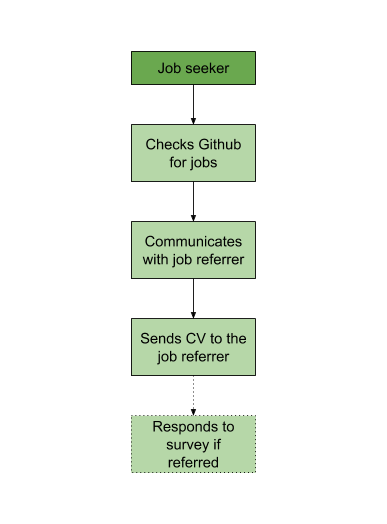 Job seeker
Checks Github
for jobs
Communicates
with job referrer
Sends CV to the
job referrer
Responds to
survey if
referred